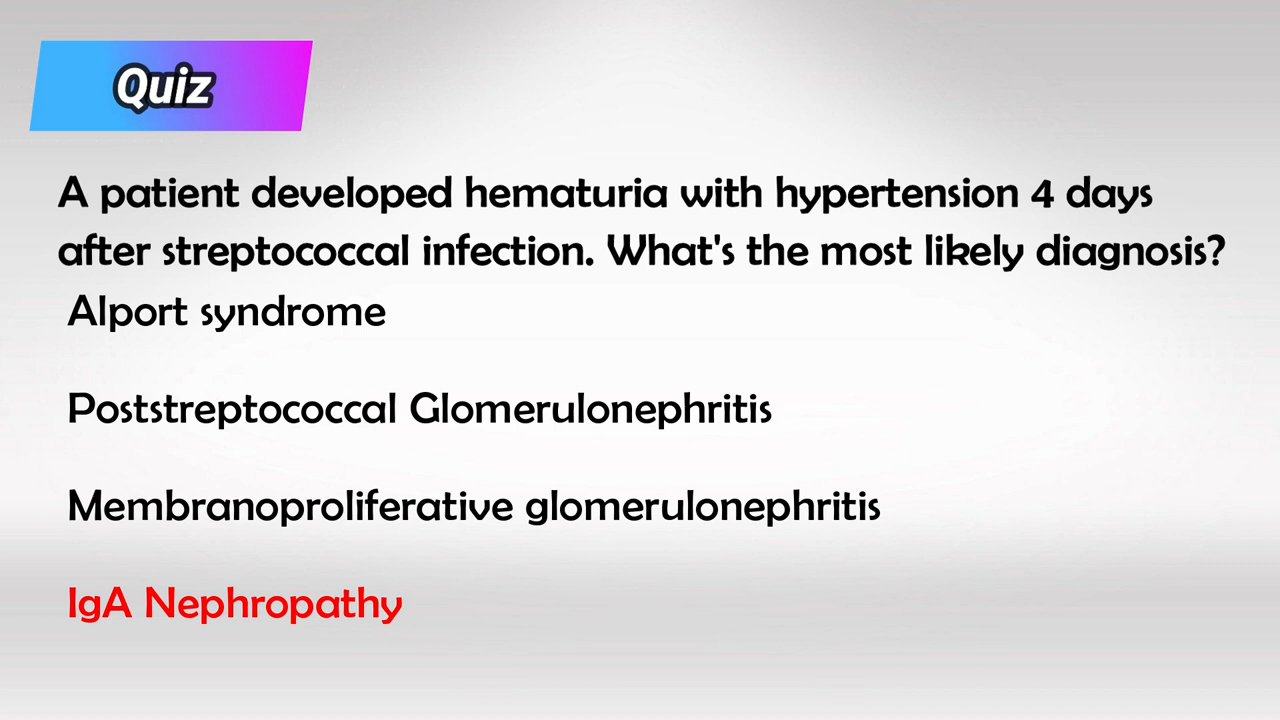 Quiz
A patient developed hematuria with hypertension 4 days
after streptococcal infection. What's the most likely diagnosis?
Alport syndrome
Poststreptococcal Glomerulonephritis
Membranoproliferative glomerulonephritis
IgA Nephropathy